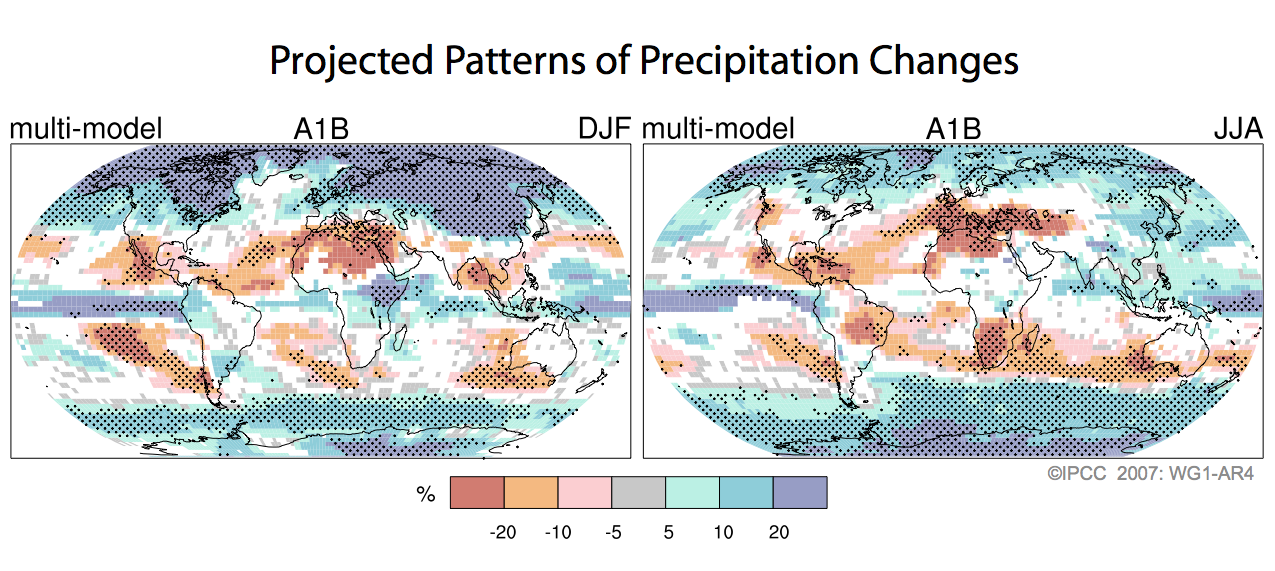 Projected Patterns of Precipitation Changes
multi-model A1B DJF
multi-model A1B JJA
©IPCC 2007: WG1-AR4
%
-20 -10 -5 5 10 20